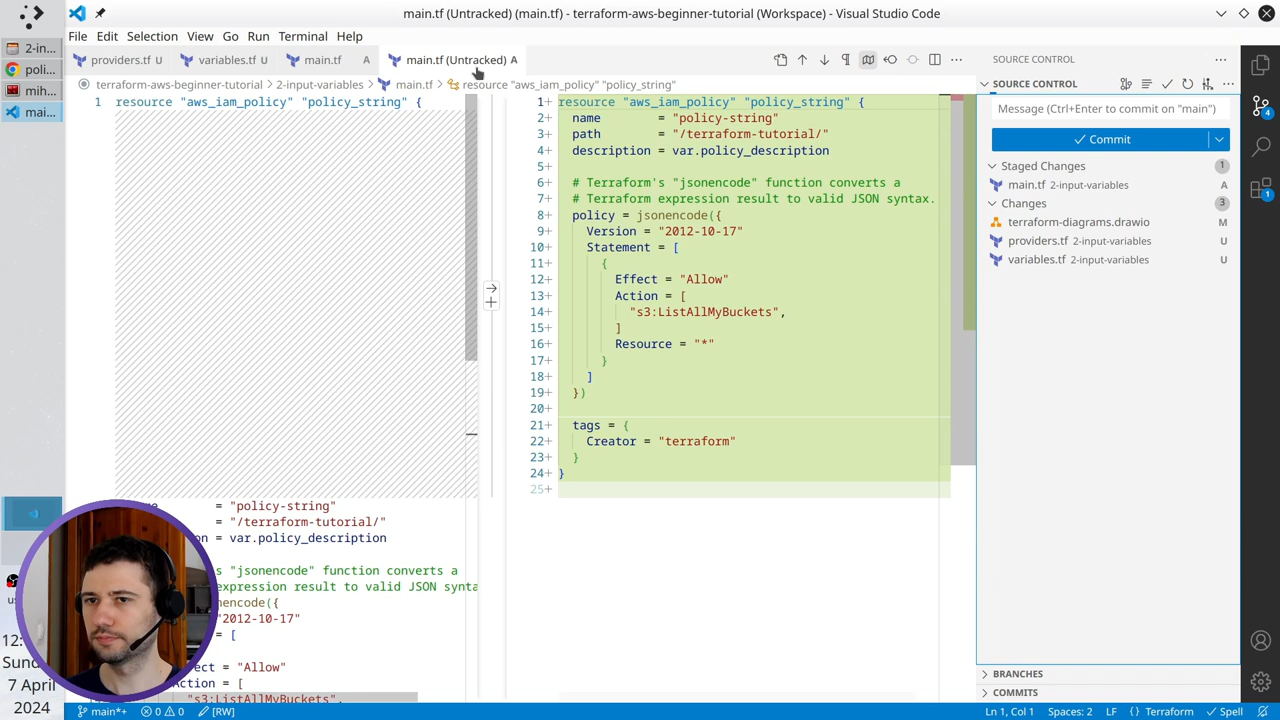 main.tf (Untracked) (main.tf) - terraform-aws-beginner-tutorial (Workspace) - Visual Studio Code
File Edit Selection View Go Run Terminal Help
2-in...
poli...
mih...
mai...
providers.tf U
variables.tf U
main.tf A
main.tf (Untracked) A
terraform-aws-beginner-tutorial > 2-input-variables > main.tf > resource "aws_iam_policy" "policy_string"
1 resource "aws_iam_policy" "policy_string" {
= "policy-string"
= "/terraform-tutorial/"
= var.policy_description
"jsonencode" function converts a
expression result to valid JSON synta
"2012-10-17"
= [
= "Allow"
= [
"s3:ListAllMyBuckets",
1+ resource "aws_iam_policy" "policy_string" {
2+ name = "policy-string"
3+ path = "/terraform-tutorial/"
4+ description = var.policy_description
5+
6+ # Terraform's "jsonencode" function converts a
7+ # Terraform expression result to valid JSON syntax.
8+ policy = jsonencode({
9+ Version = "2012-10-17"
10+ Statement = [
11+ {
12+ Effect = "Allow"
13+ Action = [
14+ "s3:ListAllMyBuckets",
15+ ]
16+ Resource = "*"
17+ }
18+ ]
19+ })
20+
21+ tags = {
22+ Creator = "terraform"
23+ }
24+ }
25+
SOURCE CONTROL
SOURCE CONTROL
Message (Ctrl+Enter to commit on "main")
Commit
Staged Changes 1
main.tf 2-input-variables A
Changes 3
terraform-diagrams.drawio M
providers.tf 2-input-variables U
variables.tf 2-input-variables U
BRANCHES
COMMITS
4
1
Sund
7 April
2024
main*+ 0 0 [RW]
Ln 1, Col 1 Spaces: 2 LF {} Terraform Spell